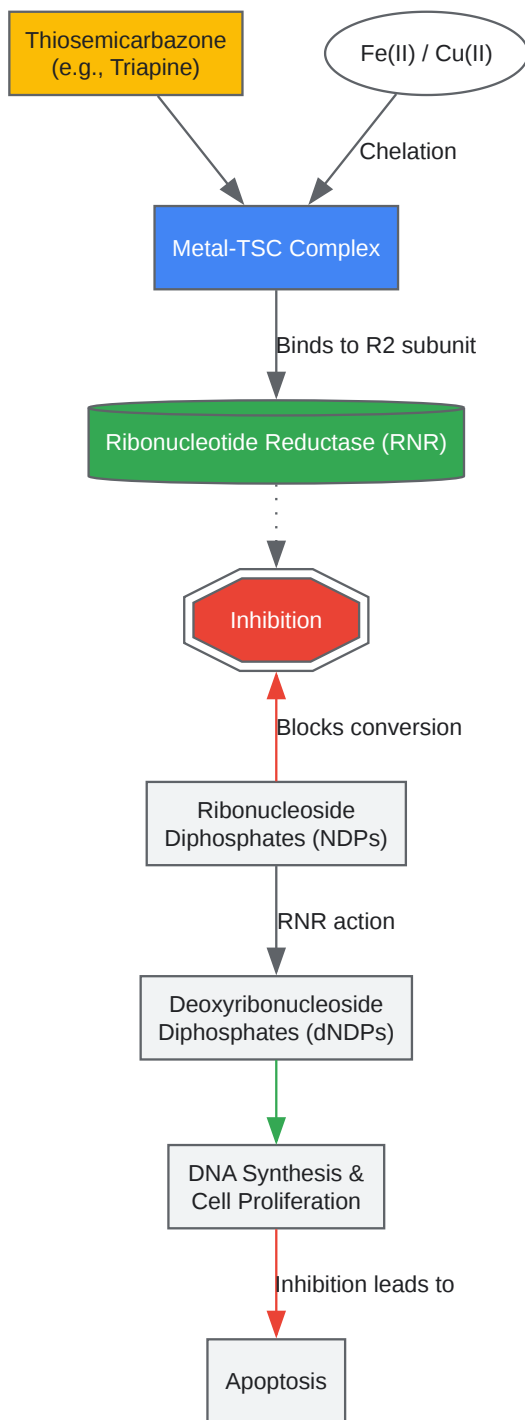 Thiosemicarbazone
(e.g., Triapine)
Fe(II) / Cu(II)
Chelation
Metal-TSC Complex
Binds to R2 subunit
Ribonucleotide Reductase (RNR)
Inhibition
Blocks conversion
Ribonucleoside
Diphosphates (NDPs)
RNR action
Deoxyribonucleoside
Diphosphates (dNDPs)
DNA Synthesis &
Cell Proliferation
Inhibition leads to
Apoptosis